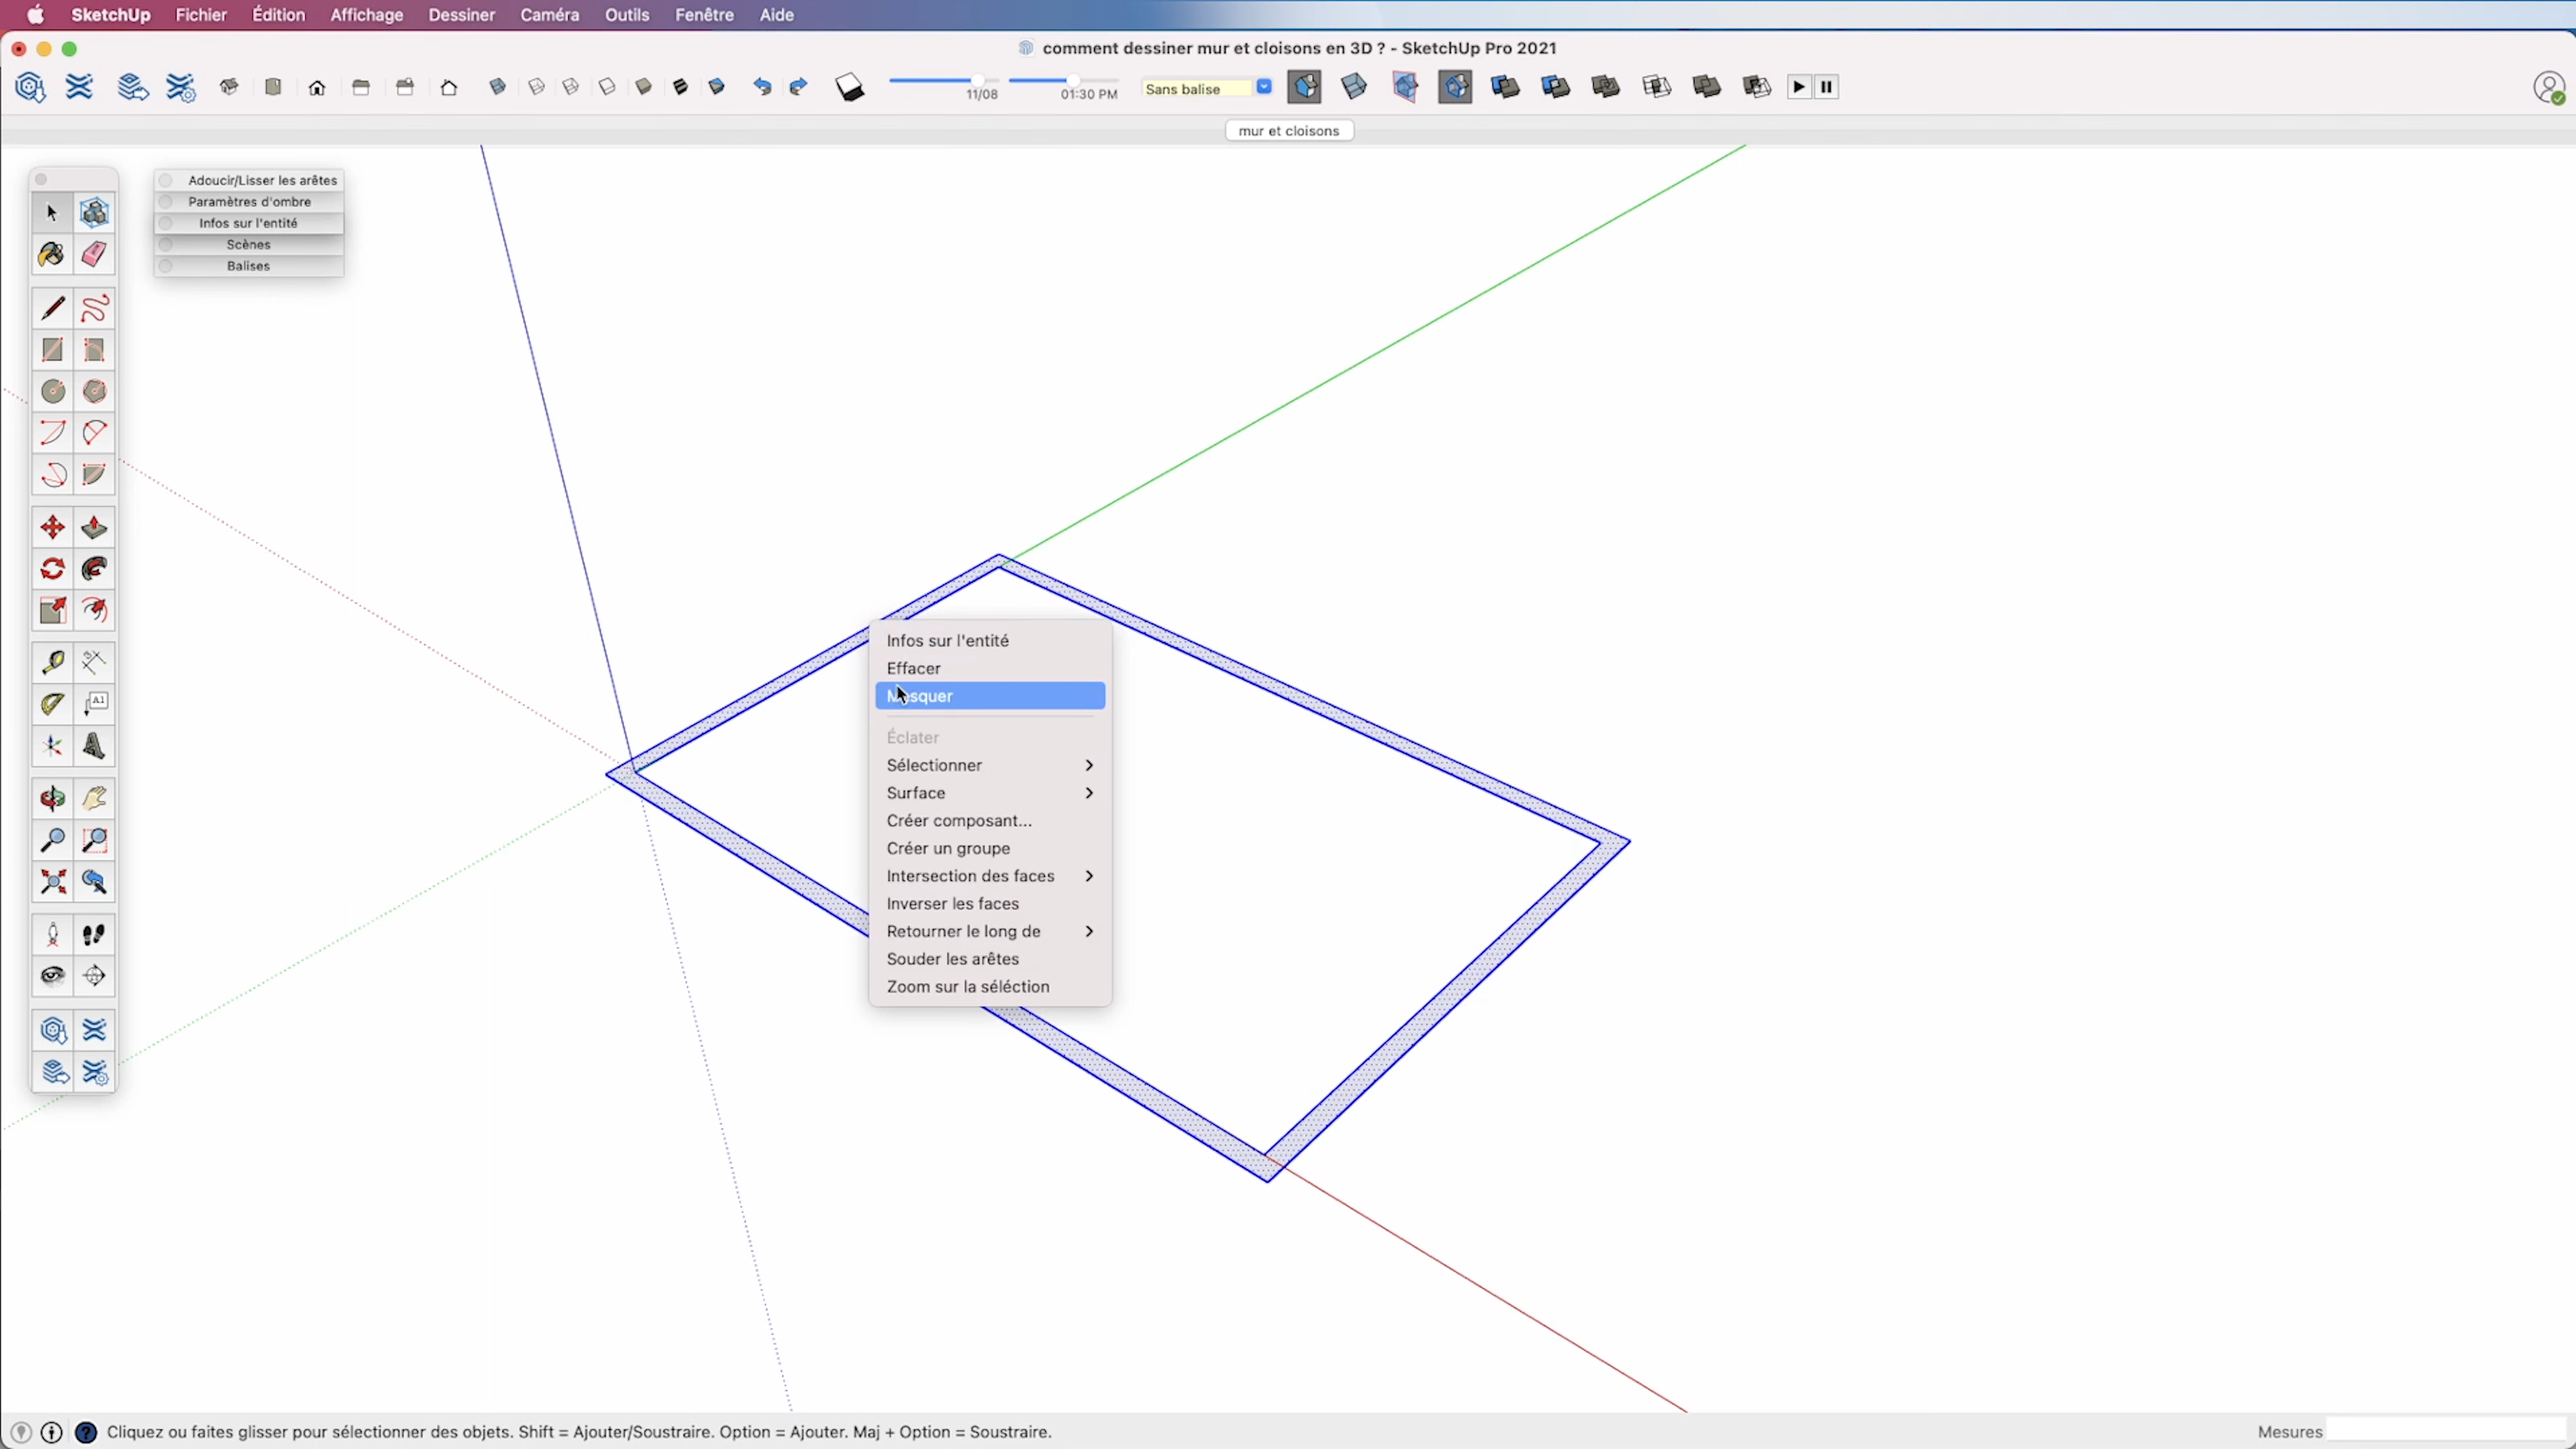 SketchUp Fichier Édition Affichage Dessiner Caméra Outils Fenêtre Aide
comment dessiner mur et cloisons en 3D ? - SketchUp Pro 2021
11/08 01:30 PM Sans balise
mur et cloisons
Adoucir/Lisser les arêtes
Paramètres d'ombre
Infos sur l'entité
Scènes
Balises
A1
Infos sur l'entité
Effacer
Masquer
Éclater
Sélectionner
Surface
Créer composant...
Créer un groupe
Intersection des faces
Inverser les faces
Retourner le long de
Souder les arêtes
Zoom sur la séléction
Cliquez ou faites glisser pour sélectionner des objets. Shift = Ajouter/Soustraire. Option = Ajouter. Maj + Option = Soustraire.
Mesures